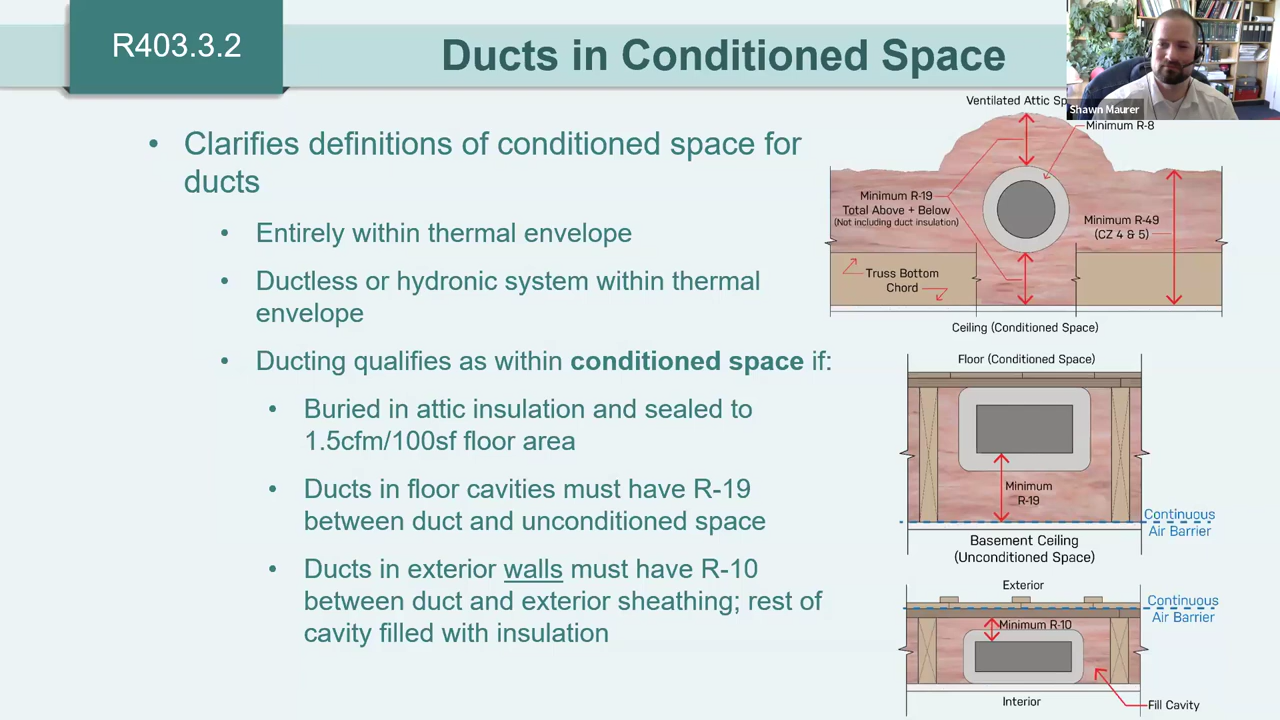 R403.3.2
Ducts in Conditioned Space
Shawn Maurer
• Clarifies definitions of conditioned space for
ducts
• Entirely within thermal envelope
• Ductless or hydronic system within thermal
envelope
• Ducting qualifies as within conditioned space if:
• Buried in attic insulation and sealed to
1.5cfm/100sf floor area
• Ducts in floor cavities must have R-19
between duct and unconditioned space
• Ducts in exterior walls must have R-10
between duct and exterior sheathing; rest of
cavity filled with insulation
Ventilated Attic Sp
Minimum R-8
Minimum R-19
Total Above + Below
(Not including duct insulation)
Minimum R-49
(CZ 4 & 5)
Truss Bottom
Chord
Ceiling (Conditioned Space)
Floor (Conditioned Space)
Minimum
R-19
Continuous
Air Barrier
Basement Ceiling
(Unconditioned Space)
Exterior
Continuous
Air Barrier
Minimum R-10
Interior
Fill Cavity